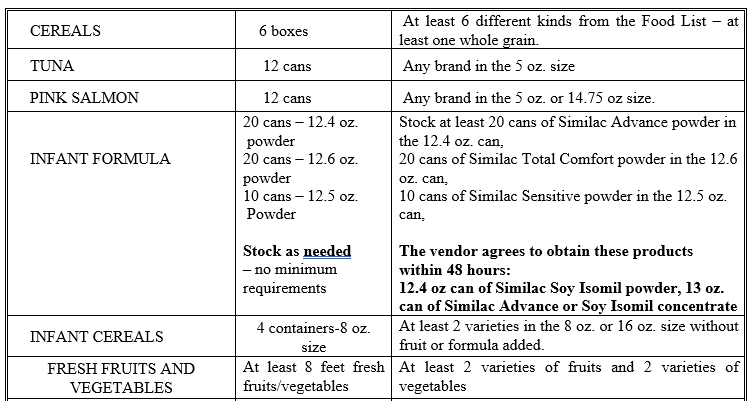 CEREALS
6 boxes
At least 6 different kinds from the Food List – at
least one whole grain.
TUNA
12 cans
Any brand in the 5 oz. size
PINK SALMON
12 cans
Any brand in the 5 oz. or 14.75 oz size.
INFANT FORMULA
20 cans – 12.4 oz.
powder
20 cans – 12.6 oz.
powder
10 cans – 12.5 oz.
Powder
Stock as needed
– no minimum
requirements
Stock at least 20 cans of Similac Advance powder in
the 12.4 oz. can,
20 cans of Similac Total Comfort powder in the 12.6
oz. can,
10 cans of Similac Sensitive powder in the 12.5 oz.
can,
The vendor agrees to obtain these products
within 48 hours:
12.4 oz can of Similac Soy Isomil powder, 13 oz.
can of Similac Advance or Soy Isomil concentrate
INFANT CEREALS
4 containers-8 oz.
size
At least 2 varieties in the 8 oz. or 16 oz. size without
fruit or formula added.
FRESH FRUITS AND
VEGETABLES
At least 8 feet fresh
fruits/vegetables
At least 2 varieties of fruits and 2 varieties of
vegetables